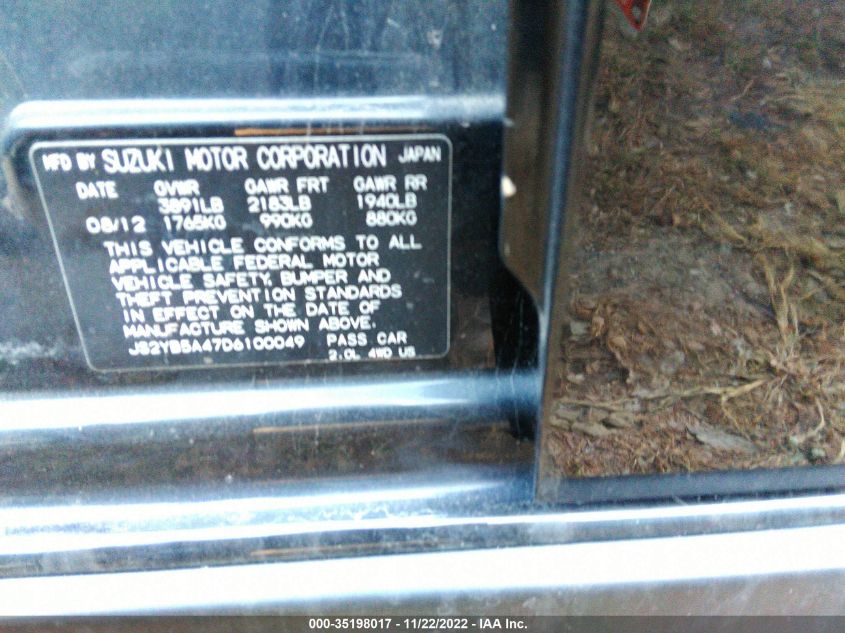 MFD BY SUZUKI MOTOR CORPORATION JAPAN
DATE GVWR GAWR FRT GAWR RR
3891LB 2183LB 1940LB
08/12 1765KG 990KG 880KG
THIS VEHICLE CONFORMS TO ALL
APPLICABLE FEDERAL MOTOR
VEHICLE SAFETY, BUMPER AND
THEFT PREVENTION STANDARDS
IN EFFECT ON THE DATE OF
MANUFACTURE SHOWN ABOVE.
JS2YB5A47D6100049 PASS CAR
2.0L 4WD US
000-35198017 - 11/22/2022 - IAA Inc.